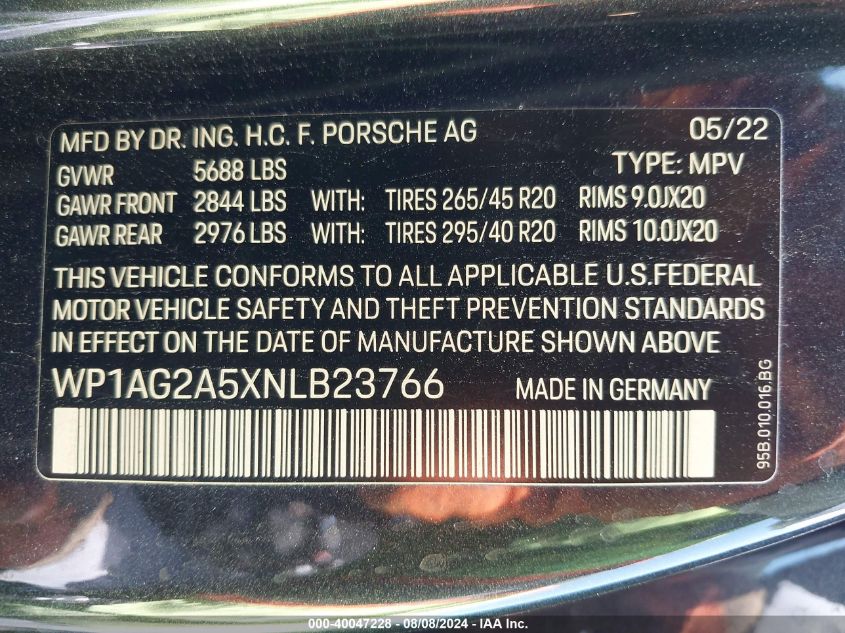 MFD BY DR. ING. H.C. F. PORSCHE AG 05/22
GVWR 5688 LBS TYPE: MPV
GAWR FRONT 2844 LBS WITH: TIRES 265/45 R20 RIMS 9.0JX20
GAWR REAR 2976 LBS WITH: TIRES 295/40 R20 RIMS 10.0JX20
THIS VEHICLE CONFORMS TO ALL APPLICABLE U.S.FEDERAL
MOTOR VEHICLE SAFETY AND THEFT PREVENTION STANDARDS
IN EFFECT ON THE DATE OF MANUFACTURE SHOWN ABOVE
WP1AG2A5XNLB23766 MADE IN GERMANY
95B.010.016.BG
000-40047228 - 08/08/2024 - IAA Inc.